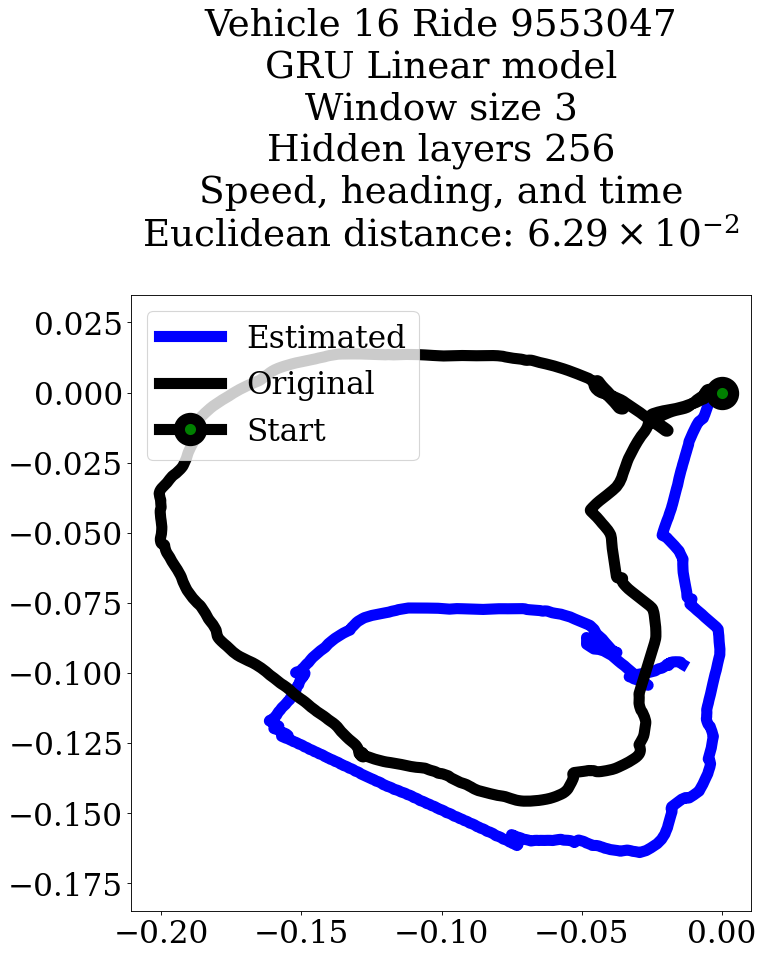 Vehicle 16 Ride 9553047
GRU Linear model
Window size 3
Hidden layers 256
Speed, heading, and time
Euclidean distance: 6.29 × 10⁻²
Estimated
Original
Start
0.025
0.000
−0.025
−0.050
−0.075
−0.100
−0.125
−0.150
−0.175
−0.20 −0.15 −0.10 −0.05 0.00